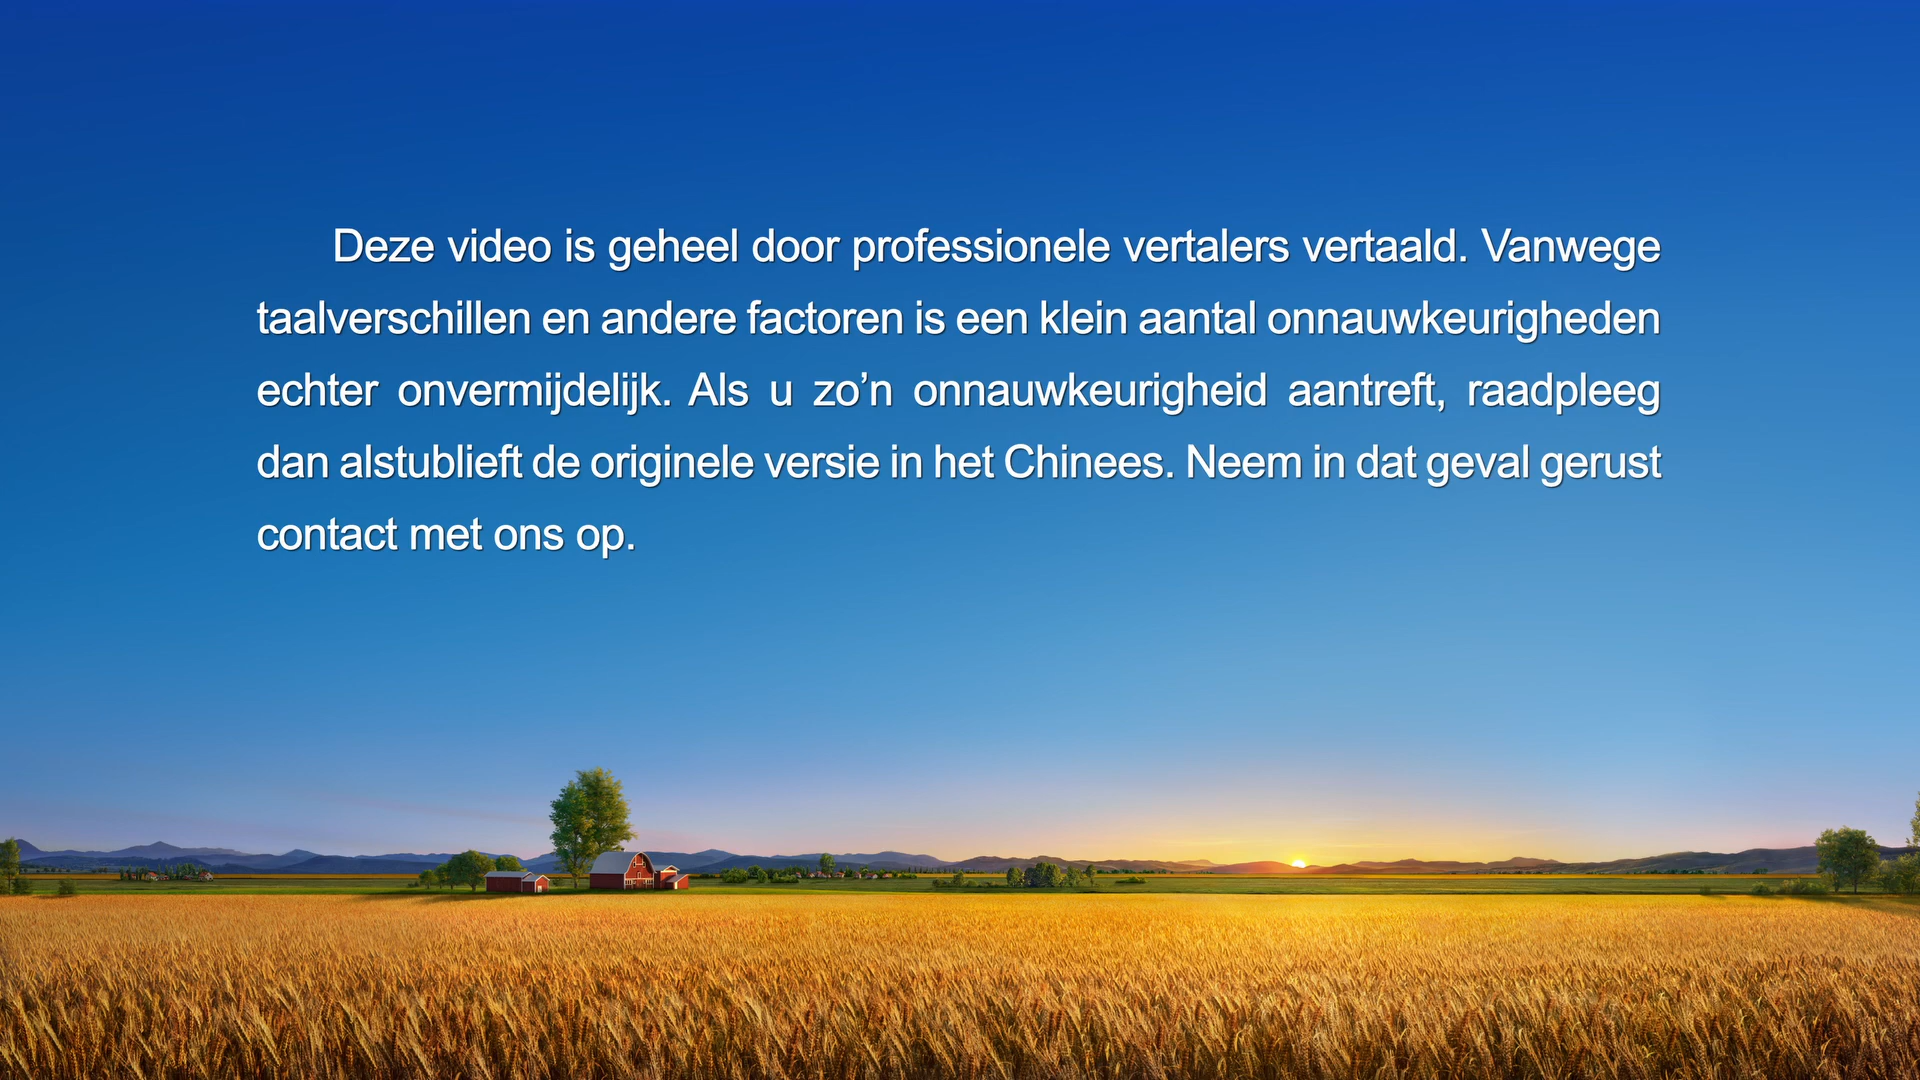 Deze video is geheel door professionele vertalers vertaald. Vanwege
taalverschillen en andere factoren is een klein aantal onnauwkeurigheden
echter onvermijdelijk. Als u zo’n onnauwkeurigheid aantreft, raadpleeg
dan alstublieft de originele versie in het Chinees. Neem in dat geval gerust
contact met ons op.